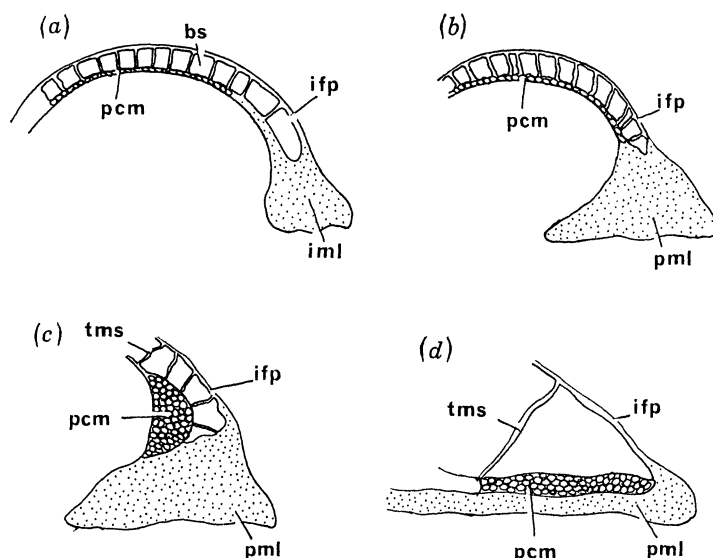 (a)
bs
ifp
pcm
iml
(b)
ifp
pcm
pml
(c)
tms
ifp
pcm
pml
(d)
tms
ifp
pcm
pml